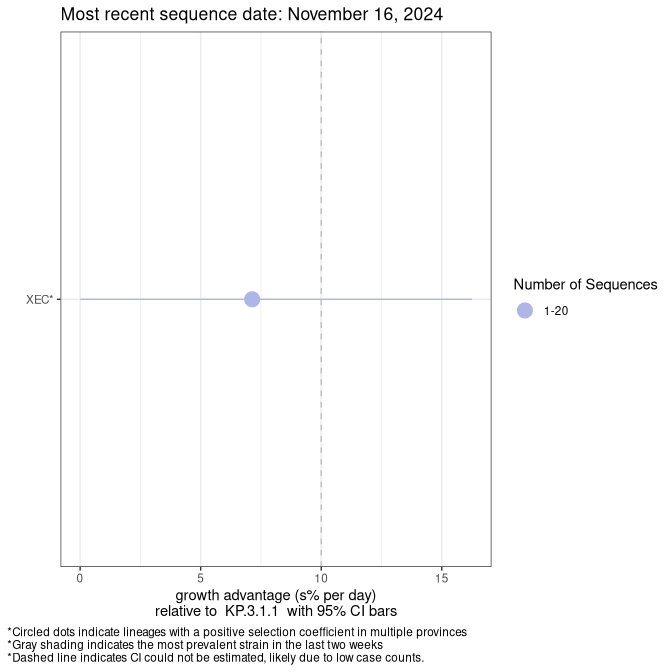 Most recent sequence date: November 16, 2024
XEC*
Number of Sequences
1-20
0 5 10 15
growth advantage (s% per day)
relative to KP.3.1.1 with 95% CI bars
*Circled dots indicate lineages with a positive selection coefficient in multiple provinces
*Gray shading indicates the most prevalent strain in the last two weeks
*Dashed line indicates CI could not be estimated, likely due to low case counts.